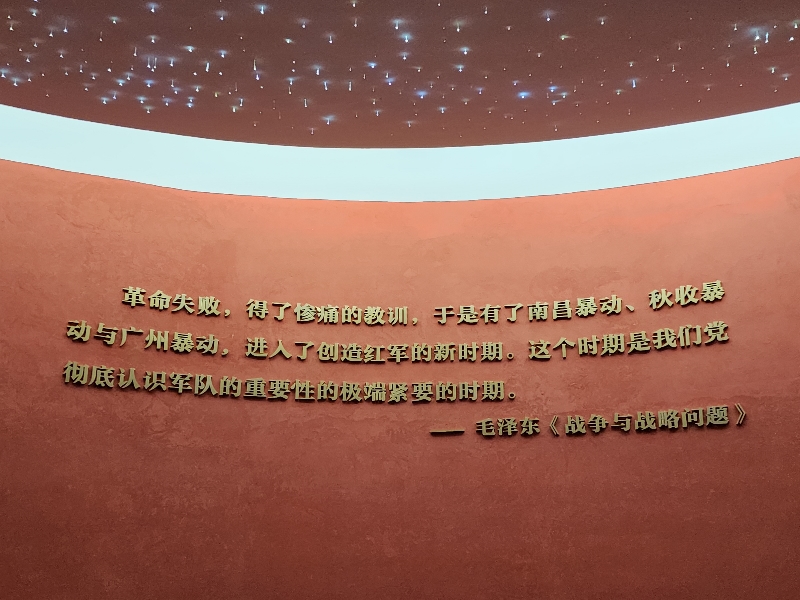 革命失败，得了惨痛的教训，于是有了南昌暴动、秋收暴
动与广州暴动，进入了创造红军的新时期。这个时期是我们党
彻底认识军队的重要性的极端紧要的时期。
—— 毛泽东《战争与战略问题》